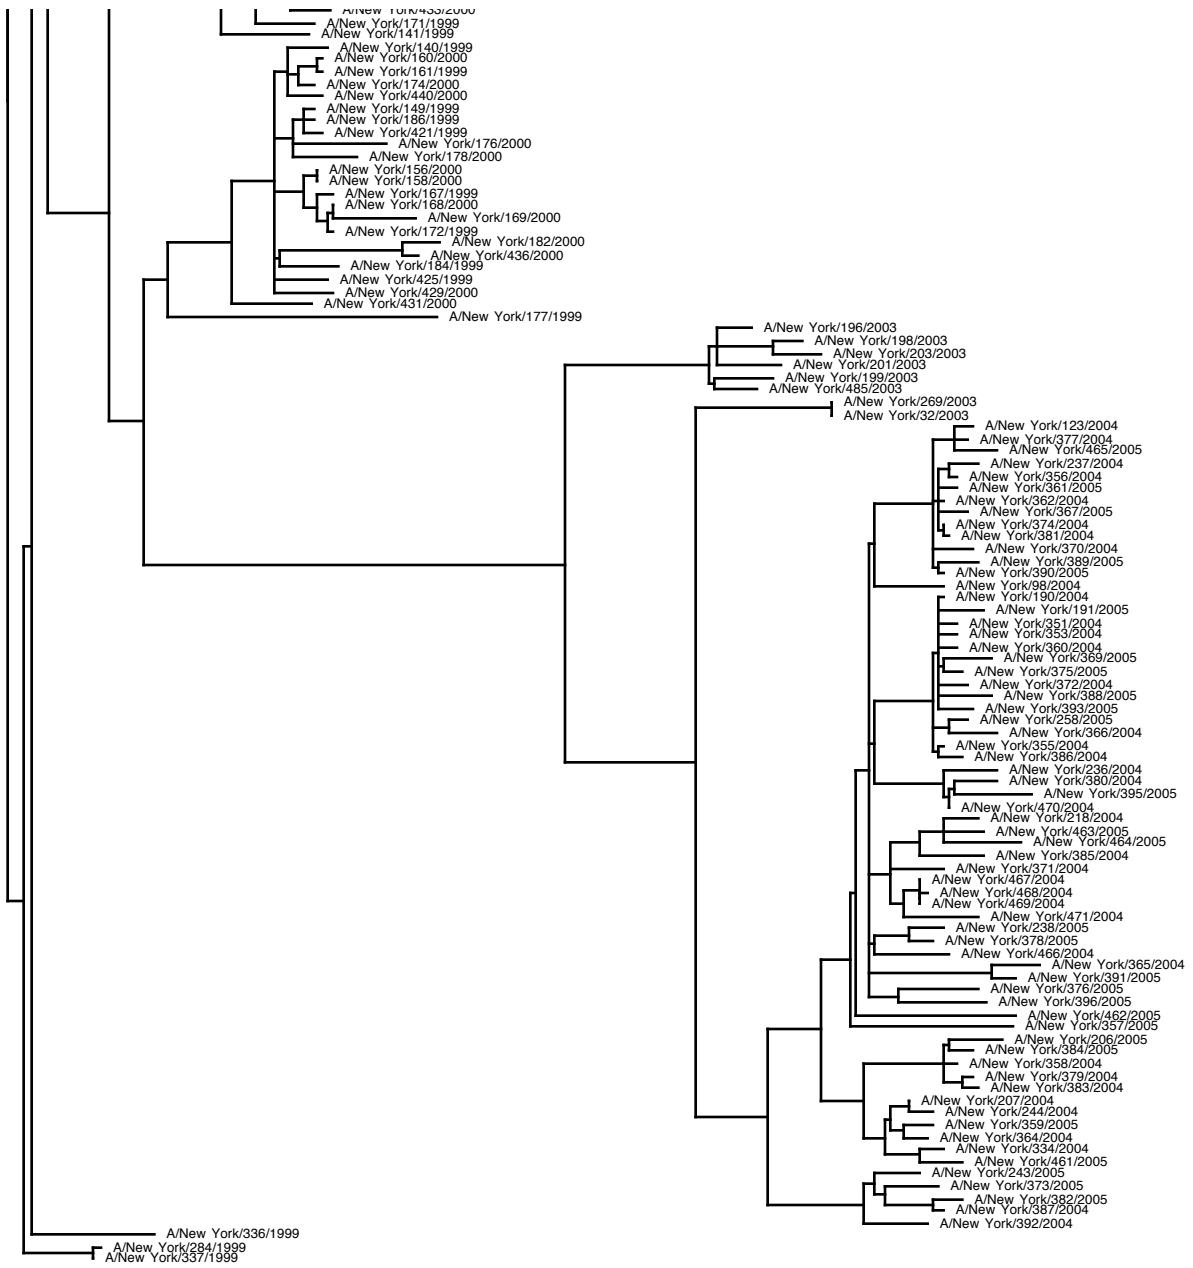 A/New York/433/2000
A/New York/171/1999
A/New York/141/1999
A/New York/140/1999
A/New York/160/2000
A/New York/161/1999
A/New York/174/2000
A/New York/440/2000
A/New York/149/1999
A/New York/186/1999
A/New York/421/1999
A/New York/176/2000
A/New York/178/2000
A/New York/156/2000
A/New York/158/2000
A/New York/167/1999
A/New York/168/2000
A/New York/169/2000
A/New York/172/1999
A/New York/182/2000
A/New York/436/2000
A/New York/184/1999
A/New York/425/1999
A/New York/429/2000
A/New York/431/2000
A/New York/177/1999
A/New York/196/2003
A/New York/198/2003
A/New York/203/2003
A/New York/201/2003
A/New York/199/2003
A/New York/485/2003
A/New York/269/2003
A/New York/32/2003
A/New York/123/2004
A/New York/377/2004
A/New York/465/2005
A/New York/237/2004
A/New York/356/2004
A/New York/361/2005
A/New York/362/2004
A/New York/367/2005
A/New York/374/2004
A/New York/381/2004
A/New York/370/2004
A/New York/389/2005
A/New York/390/2005
A/New York/98/2004
A/New York/190/2004
A/New York/191/2005
A/New York/351/2004
A/New York/353/2004
A/New York/360/2004
A/New York/369/2005
A/New York/375/2005
A/New York/372/2004
A/New York/388/2005
A/New York/393/2005
A/New York/258/2005
A/New York/366/2004
A/New York/355/2004
A/New York/386/2004
A/New York/236/2004
A/New York/380/2004
A/New York/395/2005
A/New York/470/2004
A/New York/218/2004
A/New York/463/2005
A/New York/464/2005
A/New York/385/2004
A/New York/371/2004
A/New York/467/2004
A/New York/468/2004
A/New York/469/2004
A/New York/471/2004
A/New York/238/2005
A/New York/378/2005
A/New York/466/2004
A/New York/365/2004
A/New York/391/2005
A/New York/376/2005
A/New York/396/2005
A/New York/462/2005
A/New York/357/2005
A/New York/206/2005
A/New York/384/2005
A/New York/358/2004
A/New York/379/2004
A/New York/383/2004
A/New York/207/2004
A/New York/244/2004
A/New York/359/2005
A/New York/364/2004
A/New York/334/2004
A/New York/461/2005
A/New York/243/2005
A/New York/373/2005
A/New York/382/2005
A/New York/387/2004
A/New York/392/2004
A/New York/336/1999
A/New York/284/1999
A/New York/337/1999